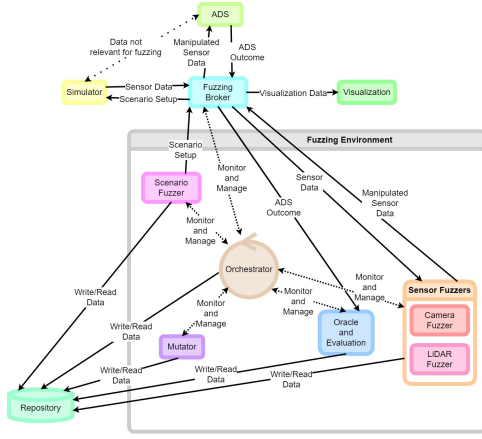 ADS
Data not
relevant for fuzzing
Manipulated
Sensor
Data
ADS
Outcome
Simulator
Sensor Data
Scenario Setup
Fuzzing
Broker
Visualization Data
Visualization
Fuzzing Environment
Scenario
Setup
Monitor
and
Manage
Sensor
Data
Manipulated
Sensor
Data
Scenario
Fuzzer
ADS
Outcome
Monitor
and
Manage
Orchestrator
Monitor
and
Manage
Sensor Fuzzers
Camera
Fuzzer
LiDAR
Fuzzer
Write/Read
Data
Monitor
and
Manage
Monitor
and
Manage
Write/Read
Data
Mutator
Oracle
and
Evaluation
Write/Read
Data
Write/Read
Data
Write/Read
Data
Repository